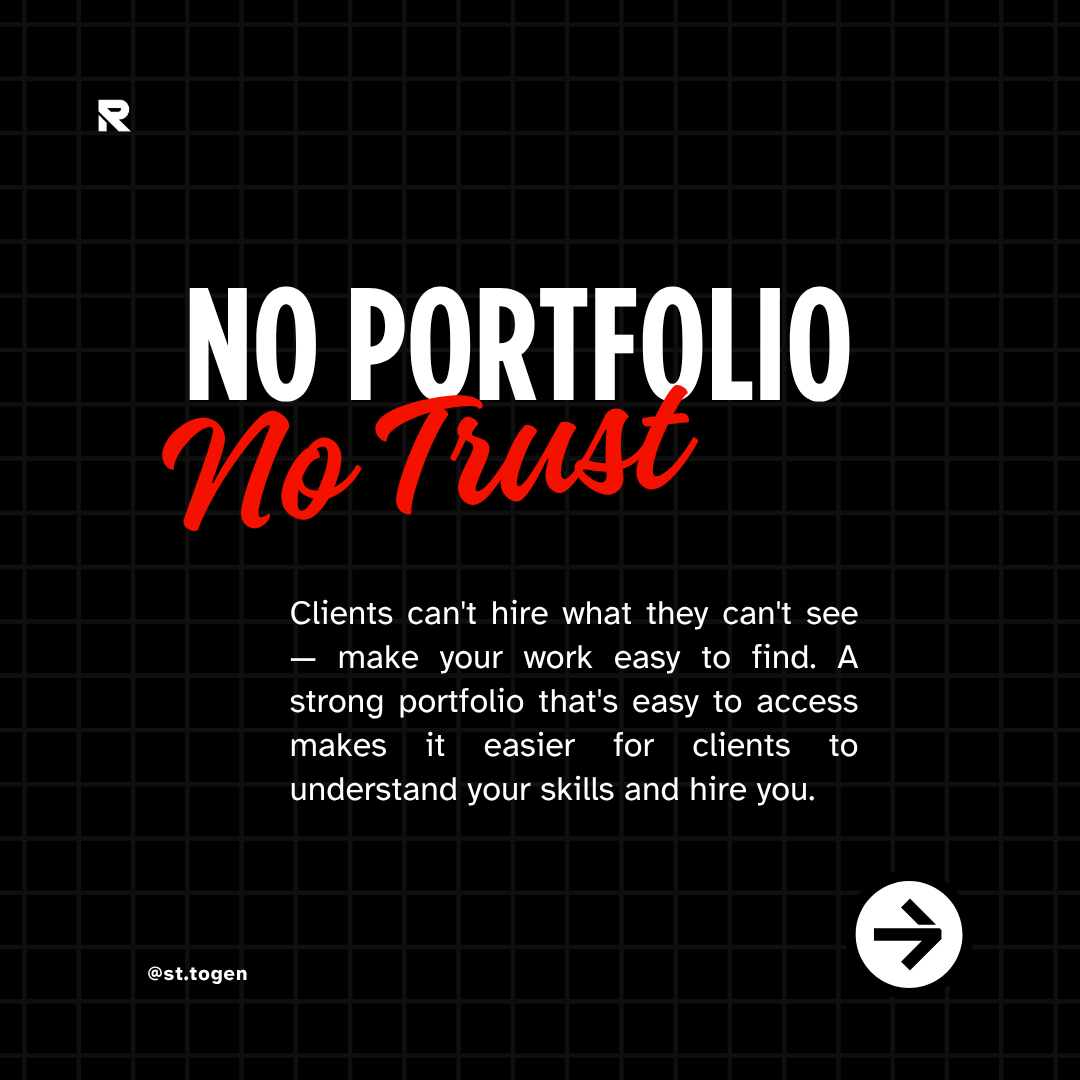 R
NO PORTFOLIO
No Trust
Clients can't hire what they can't see
— make your work easy to find. A
strong portfolio that's easy to access
makes it easier for clients to
understand your skills and hire you.
@st.togen